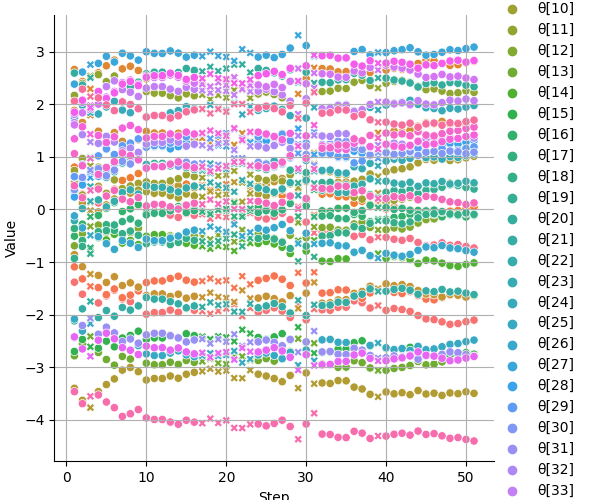 θ[10]
θ[11]
3 θ[12]
θ[13]
θ[14]
2 θ[15]
θ[16]
1 θ[17]
θ[18]
0 θ[19]
θ[20]
Value θ[21]
−1 θ[22]
θ[23]
−2 θ[24]
θ[25]
θ[26]
−3 θ[27]
θ[28]
−4 θ[29]
θ[30]
θ[31]
0 10 20 30 40 50 θ[32]
Step θ[33]